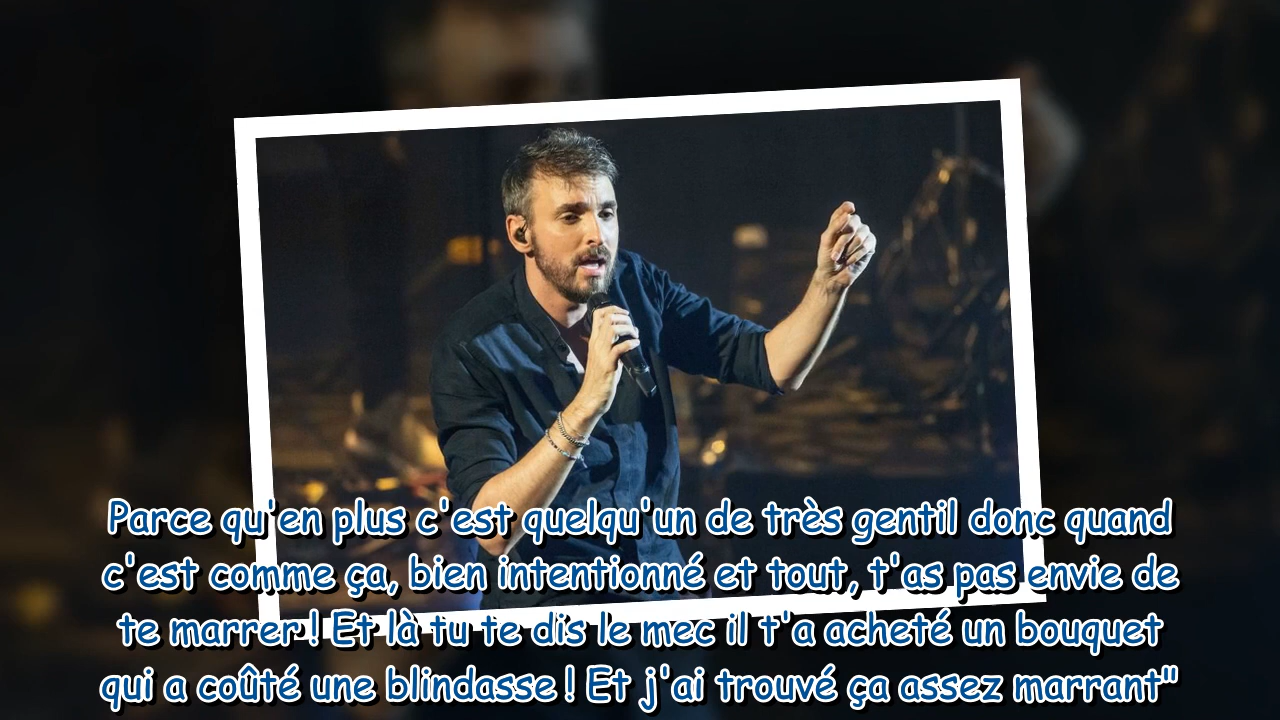 Parce qu'en plus c'est quelqu'un de très gentil donc quand
c'est comme ça, bien intentionné et tout, t'as pas envie de
te marrer ! Et là tu te dis le mec il t'a acheté un bouquet
qui a coûté une blindasse ! Et j'ai trouvé ça assez marrant"